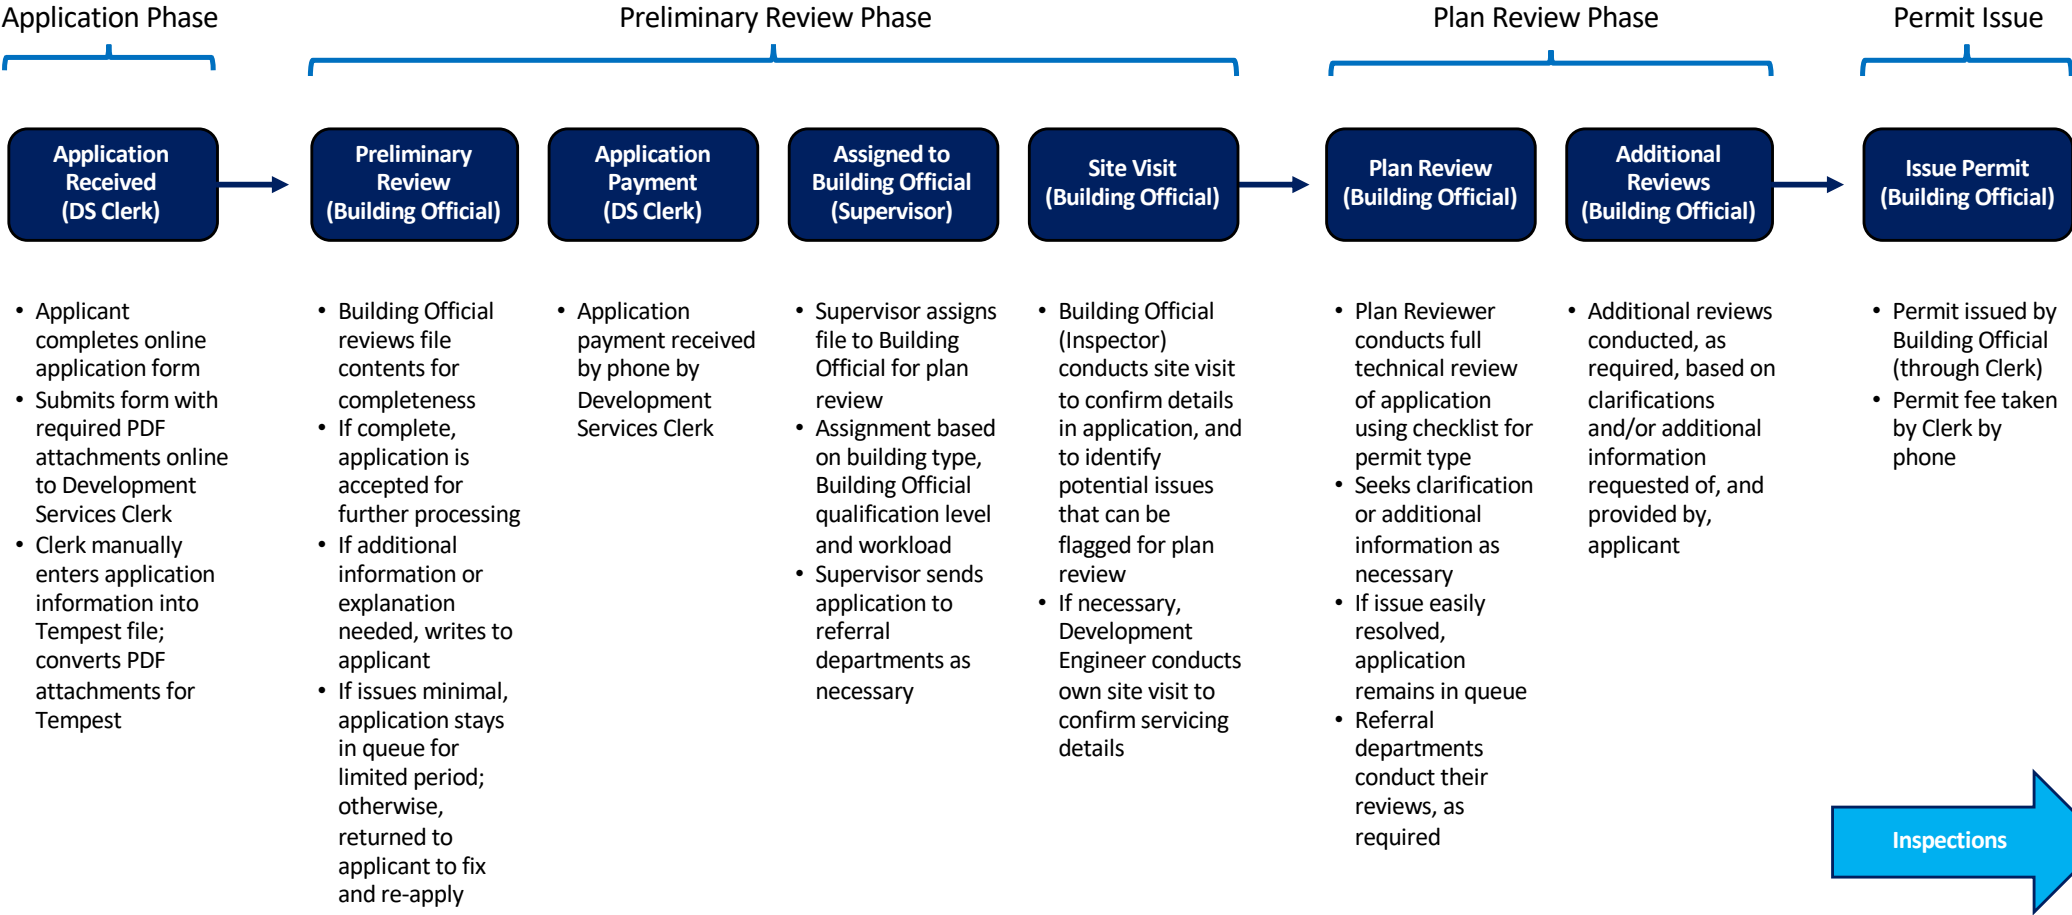 Application Phase
Preliminary Review Phase
Plan Review Phase
Permit Issue
Application
Received
(DS Clerk)
Preliminary
Review
(Building Official)
Application
Payment
(DS Clerk)
Assigned to
Building Official
(Supervisor)
Site Visit
(Building Official)
Plan Review
(Building Official)
Additional
Reviews
(Building Official)
Issue Permit
(Building Official)
• Applicant
completes online
application form
• Submits form with
required PDF
attachments online
to Development
Services Clerk
• Clerk manually
enters application
information into
Tempest file;
converts PDF
attachments for
Tempest
• Building Official
reviews file
contents for
completeness
• If complete,
application is
accepted for
further processing
• If additional
information or
explanation
needed, writes to
applicant
• If issues minimal,
application stays
in queue for
limited period;
otherwise,
returned to
applicant to fix
and re-apply
• Application
payment received
by phone by
Development
Services Clerk
• Supervisor assigns
file to Building
Official for plan
review
• Assignment based
on building type,
Building Official
qualification level
and workload
• Supervisor sends
application to
referral
departments as
necessary
• Building Official
(Inspector)
conducts site visit
to confirm details
in application, and
to identify
potential issues
that can be
flagged for plan
review
• If necessary,
Development
Engineer conducts
own site visit to
confirm servicing
details
• Plan Reviewer
conducts full
technical review
of application
using checklist for
permit type
• Seeks clarification
or additional
information as
necessary
• If issue easily
resolved,
application
remains in queue
• Referral
departments
conduct their
reviews, as
required
• Additional reviews
conducted, as
required, based on
clarifications
and/or additional
information
requested of, and
provided by,
applicant
• Permit issued by
Building Official
(through Clerk)
• Permit fee taken
by Clerk by
phone
Inspections